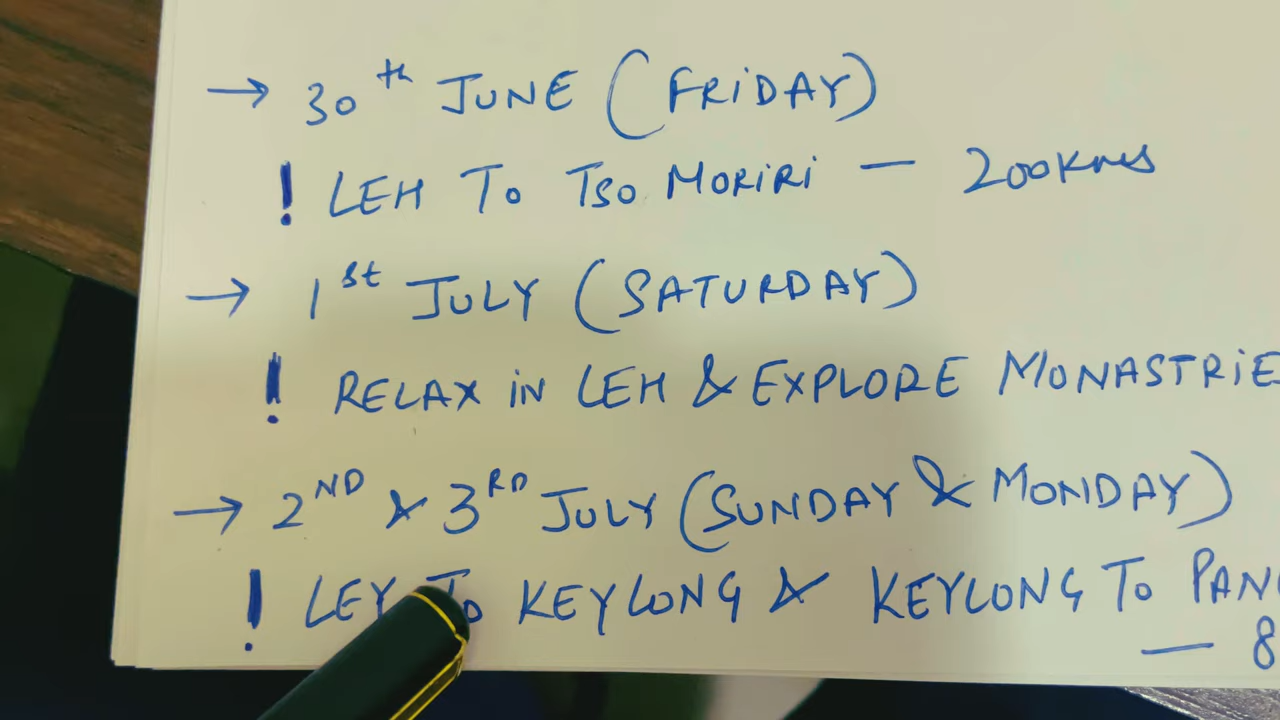 → 30th JUNE (FRIDAY)
! LEH TO TSO MORIRI — 200KMS
→ 1st JULY (SATURDAY)
! RELAX IN LEH & EXPLORE MONASTRIE
→ 2ND & 3RD JULY (SUNDAY & MONDAY)
! LEY TO KEYLONG & KEYLONG TO PAN
— 8